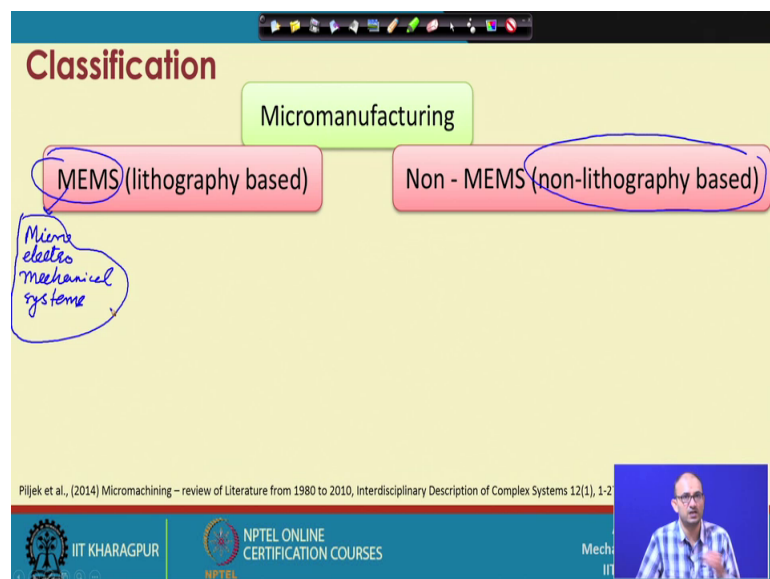 Classification
Micromanufacturing
MEMS (lithography based)
Non - MEMS (non-lithography based)
Micro
electro
mechanical
systems
Piljek et al., (2014) Micromachining – review of Literature from 1980 to 2010, Interdisciplinary Description of Complex Systems 12(1), 1-2
IIT KHARAGPUR
NPTEL
NPTEL ONLINE
CERTIFICATION COURSES
Mecha
IIT